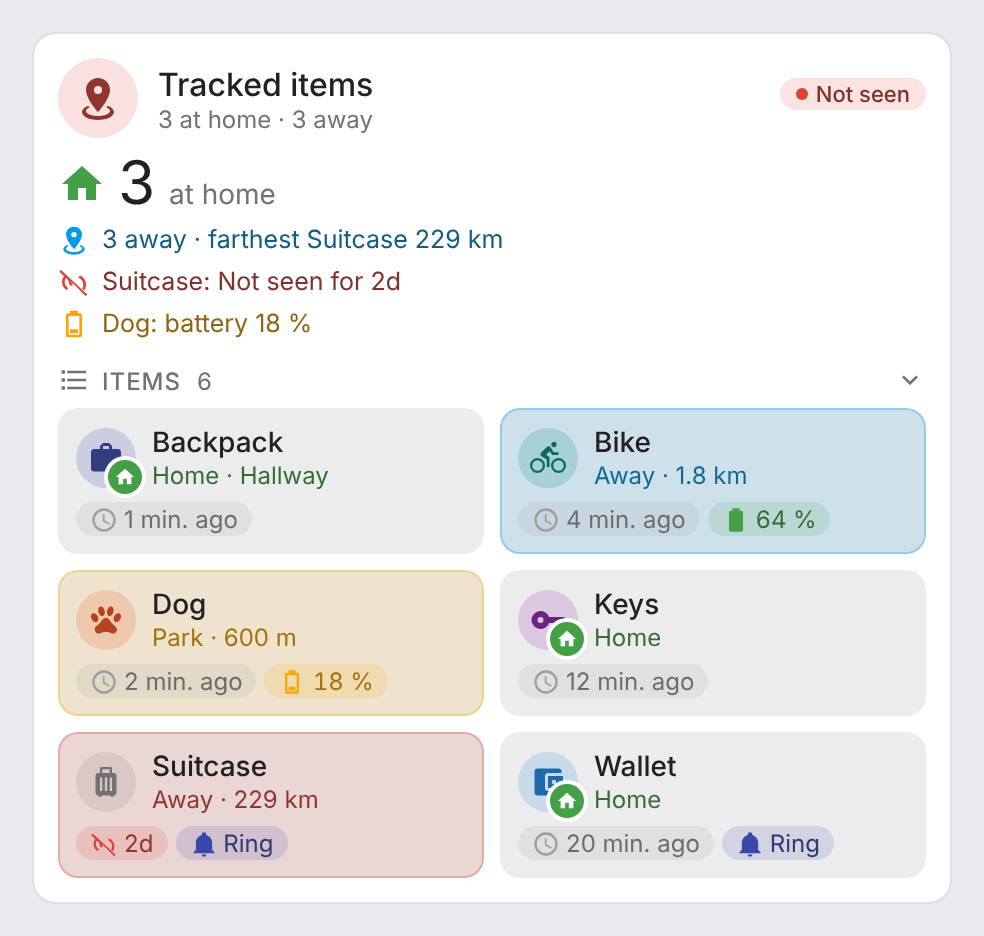 Tracked items
3 at home · 3 away
Not seen
3 at home
3 away · farthest Suitcase 229 km
Suitcase: Not seen for 2d
Dog: battery 18 %
ITEMS 6
Backpack
Home · Hallway
1 min. ago
Bike
Away · 1.8 km
4 min. ago
64 %
Dog
Park · 600 m
2 min. ago
18 %
Keys
Home
12 min. ago
Suitcase
Away · 229 km
2d
Ring
Wallet
Home
20 min. ago
Ring